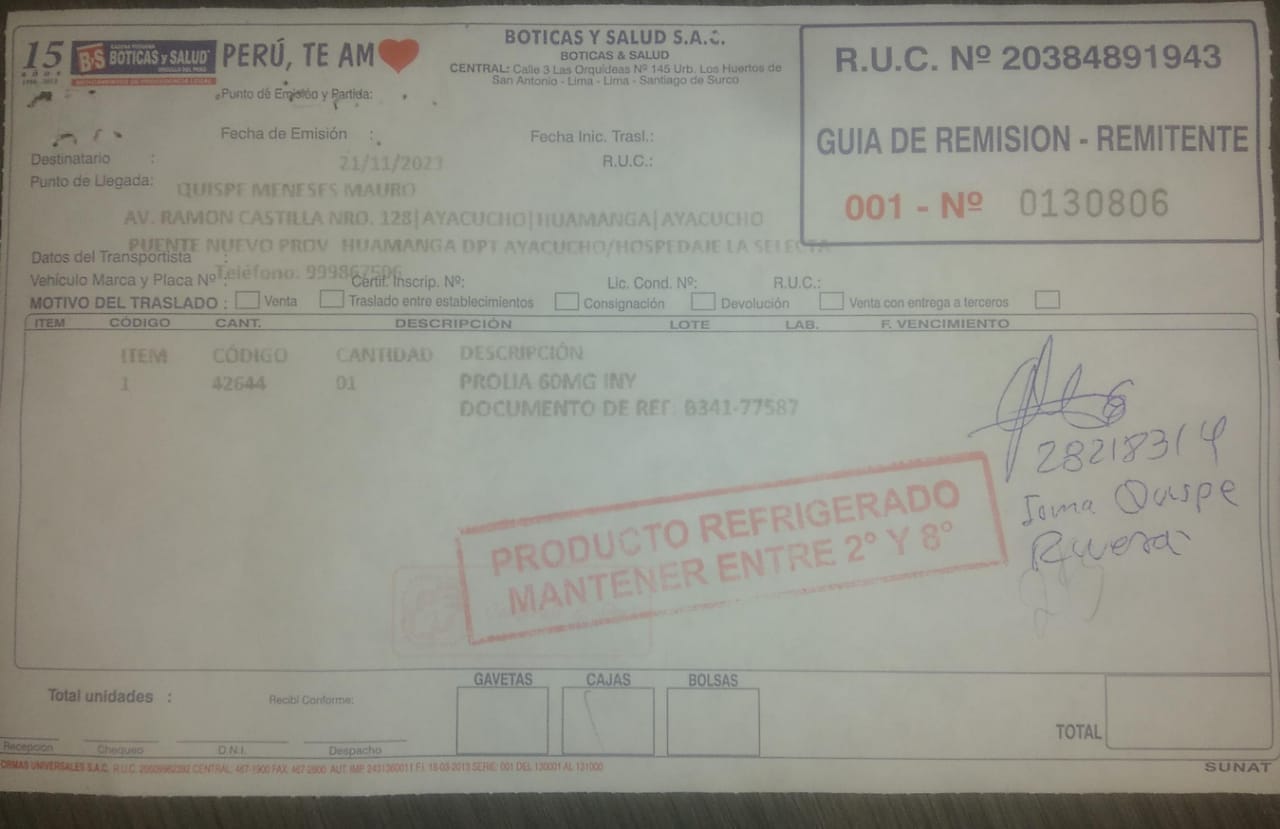 15 BOTICAS y SALUD PERÚ, TE AM
AÑOS
BOTICAS Y SALUD S.A.C.
BOTICAS & SALUD
CENTRAL: Calle 3 Las Orquídeas Nº 145 Urb. Los Huertos de
San Antonio - Lima - Lima - Santiago de Surco
R.U.C. Nº 20384891943
GUIA DE REMISION - REMITENTE
001 - Nº 0130806
Punto de Emisión y Partida:
Fecha de Emisión : Fecha Inic. Trasl.:
Destinatario : 21/11/2023 R.U.C.:
Punto de Llegada: QUISPE MENESES MAURO
AV. RAMON CASTILLA NRO. 128|AYACUCHO|HUAMANGA|AYACUCHO
PUENTE NUEVO PROV HUAMANGA DPT AYACUCHO/HOSPEDAJE LA SELECTA
Datos del Transportista :
Teléfono. 999867506
Vehículo Marca y Placa Nº : Certif. Inscrip. Nº: Lic. Cond. Nº: R.U.C.:
MOTIVO DEL TRASLADO : Venta Traslado entre establecimientos Consignación Devolución Venta con entrega a terceros
ITEM CÓDIGO CANT. DESCRIPCIÓN LOTE LAB. F. VENCIMIENTO
ITEM CÓDIGO CANTIDAD DESCRIPCIÓN
1 42644 01 PROLIA 60MG INY
DOCUMENTO DE REF: B341-77587
28218314
Quispe
Rivera
PRODUCTO REFRIGERADO
MANTENER ENTRE 2° Y 8°
GAVETAS CAJAS BOLSAS
Total unidades : Recibí Conforme:
TOTAL
Recepción Chequeo D.N.I. Despacho
SUNAT